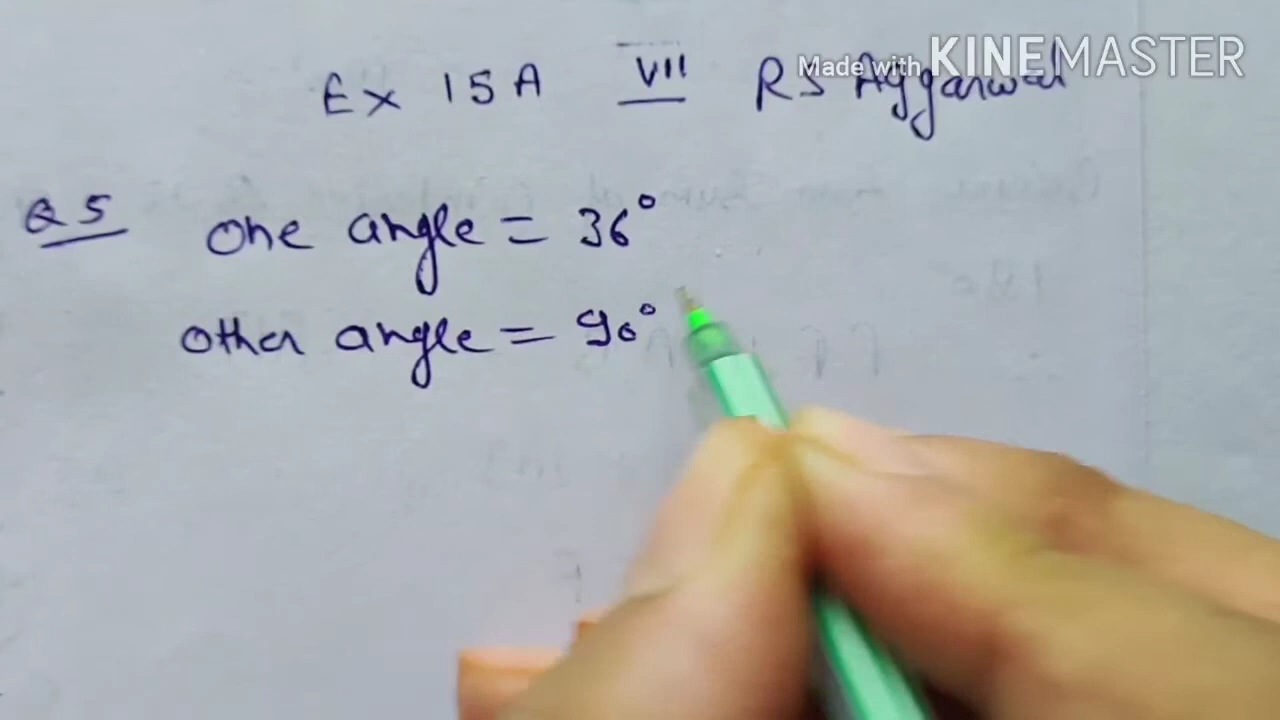 Made with KINEMASTER
Ex 15A VII RS Aggarwal
Q5 One angle = 36°
Other angle = 90°